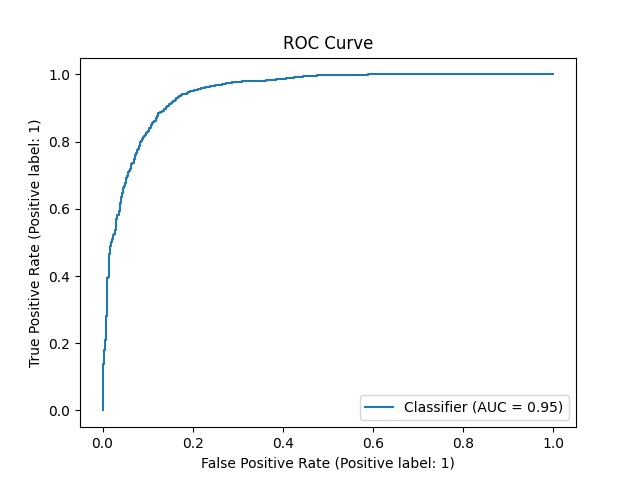 ROC Curve
True Positive Rate (Positive label: 1)
1.0
0.8
0.6
0.4
0.2
0.0
Classifier (AUC = 0.95)
0.0 0.2 0.4 0.6 0.8 1.0
False Positive Rate (Positive label: 1)